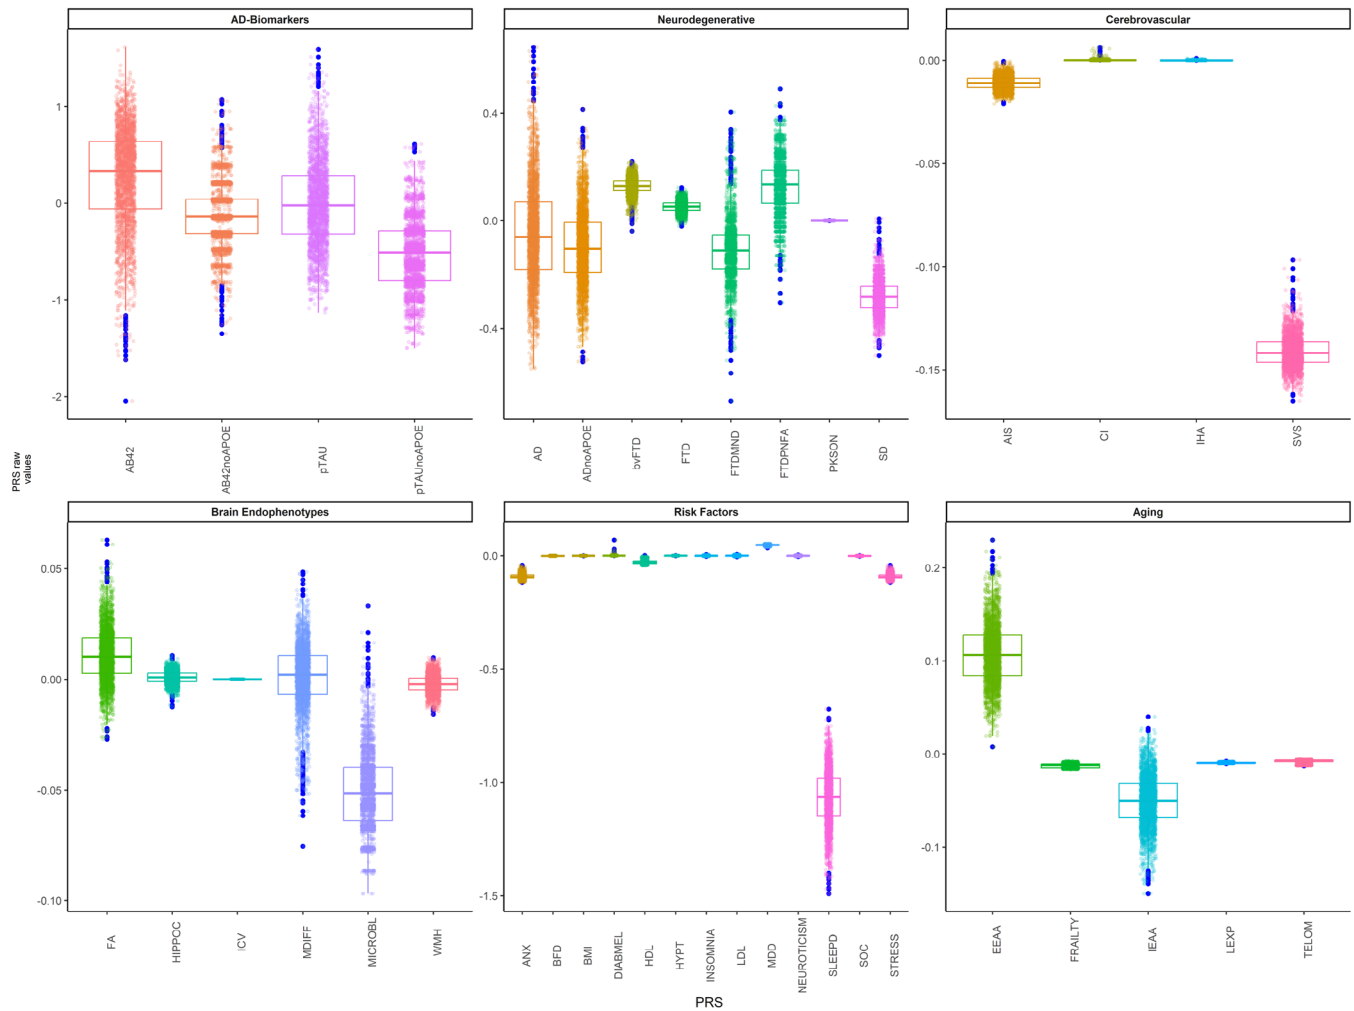 AD-Biomarkers
Neurodegenerative
Cerebrovascular
1
0
-1
-2
0.4
0.0
-0.4
0.00
-0.05
-0.10
-0.15
AB42
AB42noAPOE
pTAU
pTAUnoAPOE
AD
ADnoAPOE
bvFTD
FTD
FTDMND
FTDPNFA
PKSON
SD
AIS
CI
IHA
SVS
PRS raw
values
Brain Endophenotypes
Risk Factors
Aging
0.05
0.00
-0.05
-0.10
0.0
-0.5
-1.0
-1.5
0.2
0.1
0.0
-0.1
FA
HIPPOC
ICV
MDIFF
MICROBL
WMH
ANX
BFD
BMI
DIABMEL
HDL
HYPT
INSOMNIA
LDL
MDD
NEUROTICISM
SLEEPD
SOC
STRESS
EEAA
FRAILTY
IEAA
LEXP
TELOM
PRS